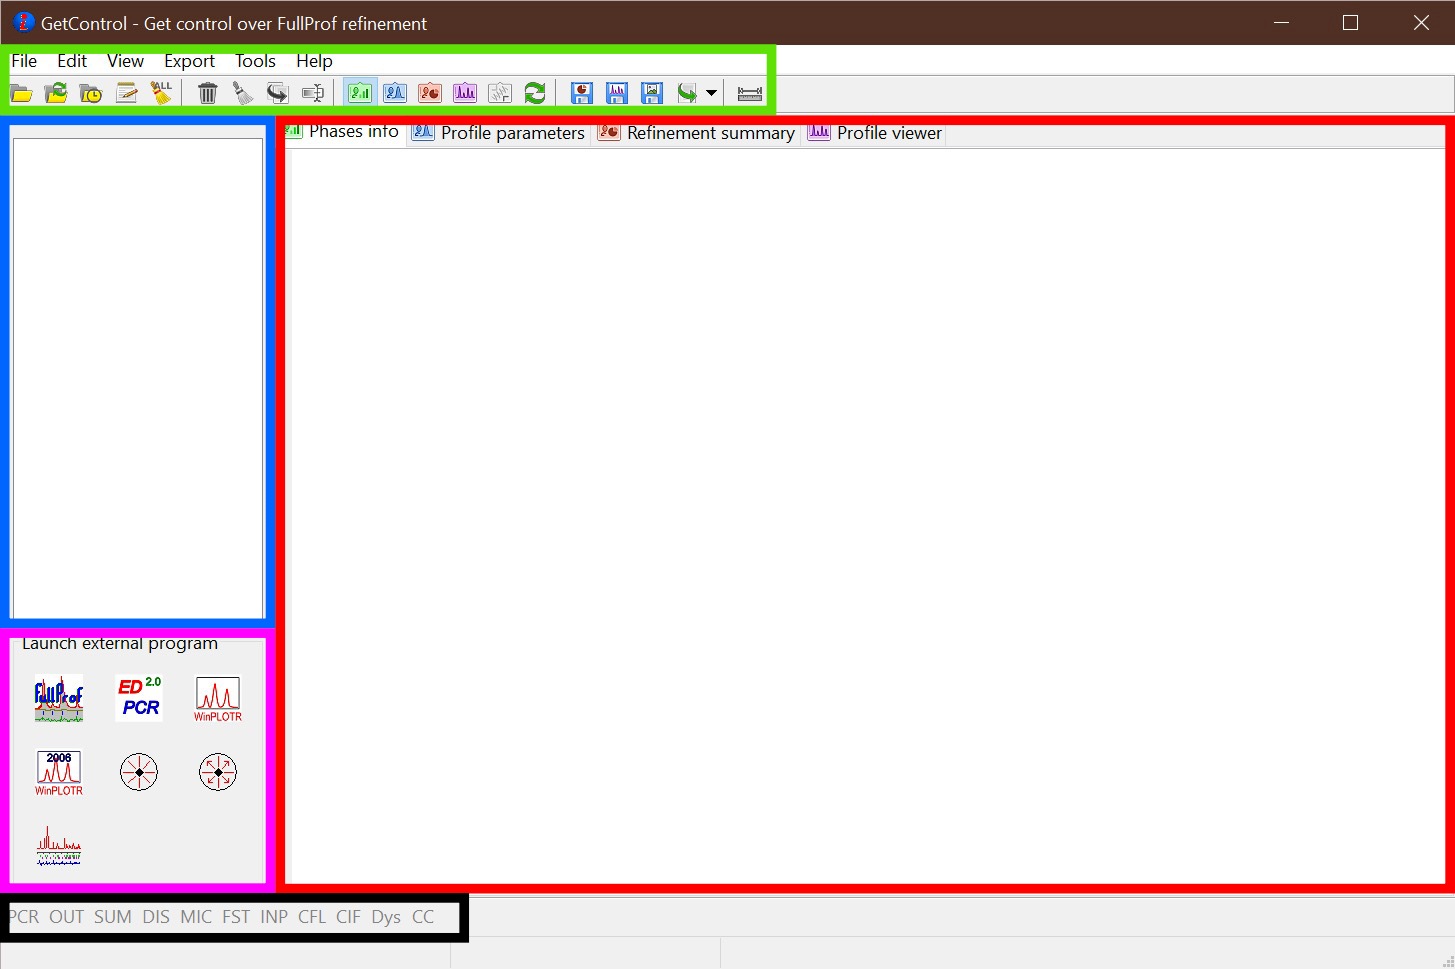 GetControl - Get control over FullProf refinement
File Edit View Export Tools Help
ALL
Phases info Profile parameters Refinement summary Profile viewer
Launch external program
FullProf ED 2.0 PCR WinPLOTR
2006 WinPLOTR
PCR OUT SUM DIS MIC FST INP CFL CIF Dys CC